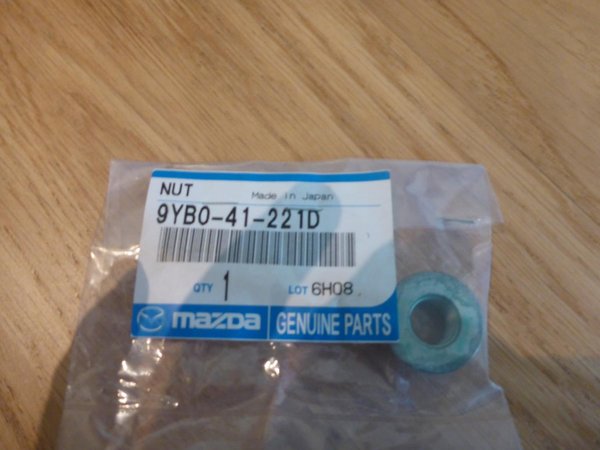 NUT
Made in Japan
9YB0-41-221D
QTY 1 LOT 6H08
mazda GENUINE PARTS